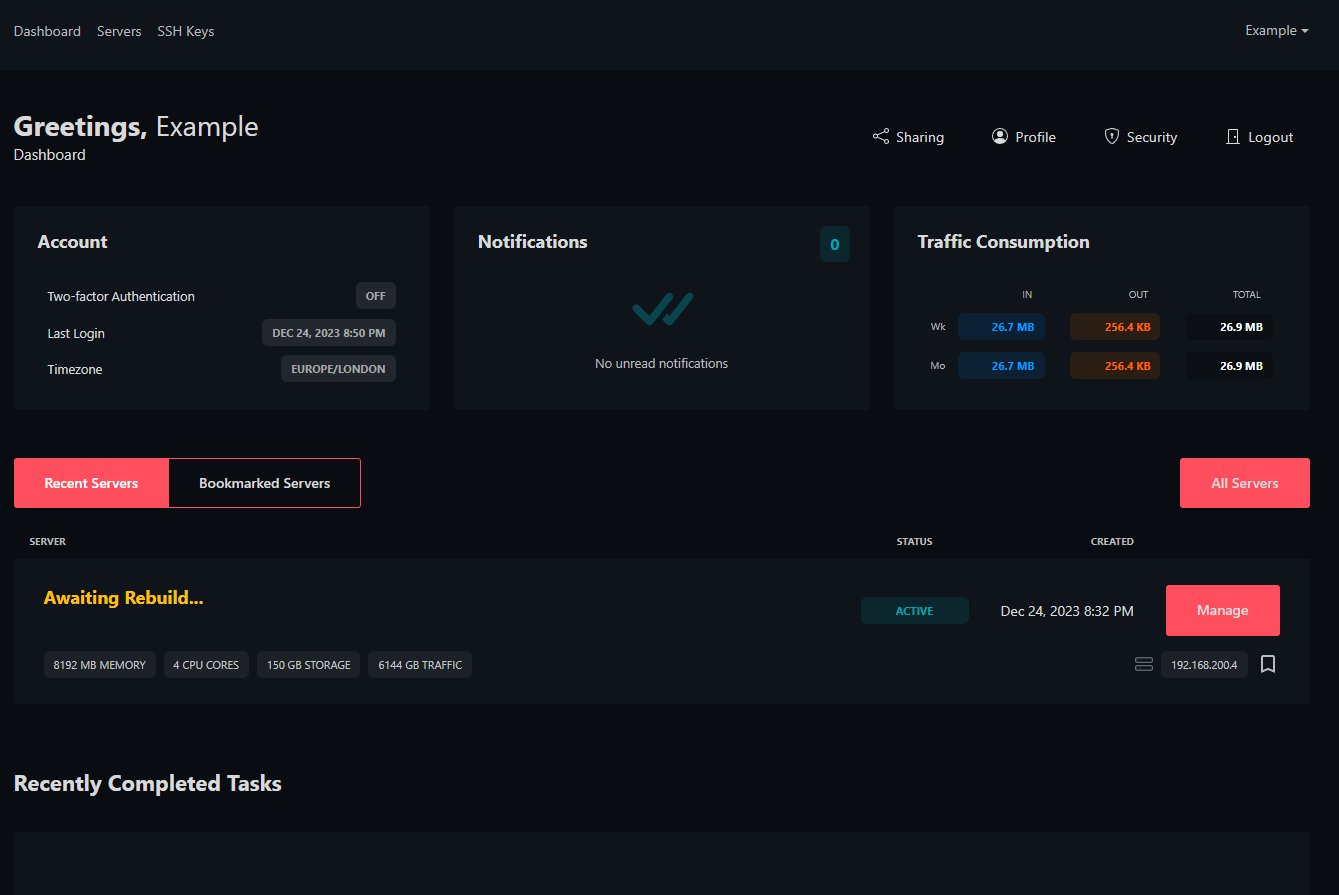 Dashboard Servers SSH Keys Example
Greetings, Example
Dashboard
Sharing Profile Security Logout
Account
Two-factor Authentication OFF
Last Login DEC 24, 2023 8:50 PM
Timezone EUROPE/LONDON
Notifications 0
No unread notifications
Traffic Consumption
IN OUT TOTAL
Wk 26.7 MB 256.4 KB 26.9 MB
Mo 26.7 MB 256.4 KB 26.9 MB
Recent Servers Bookmarked Servers All Servers
SERVER STATUS CREATED
Awaiting Rebuild...
ACTIVE Dec 24, 2023 8:32 PM Manage
8192 MB MEMORY 4 CPU CORES 150 GB STORAGE 6144 GB TRAFFIC 192.168.200.4
Recently Completed Tasks